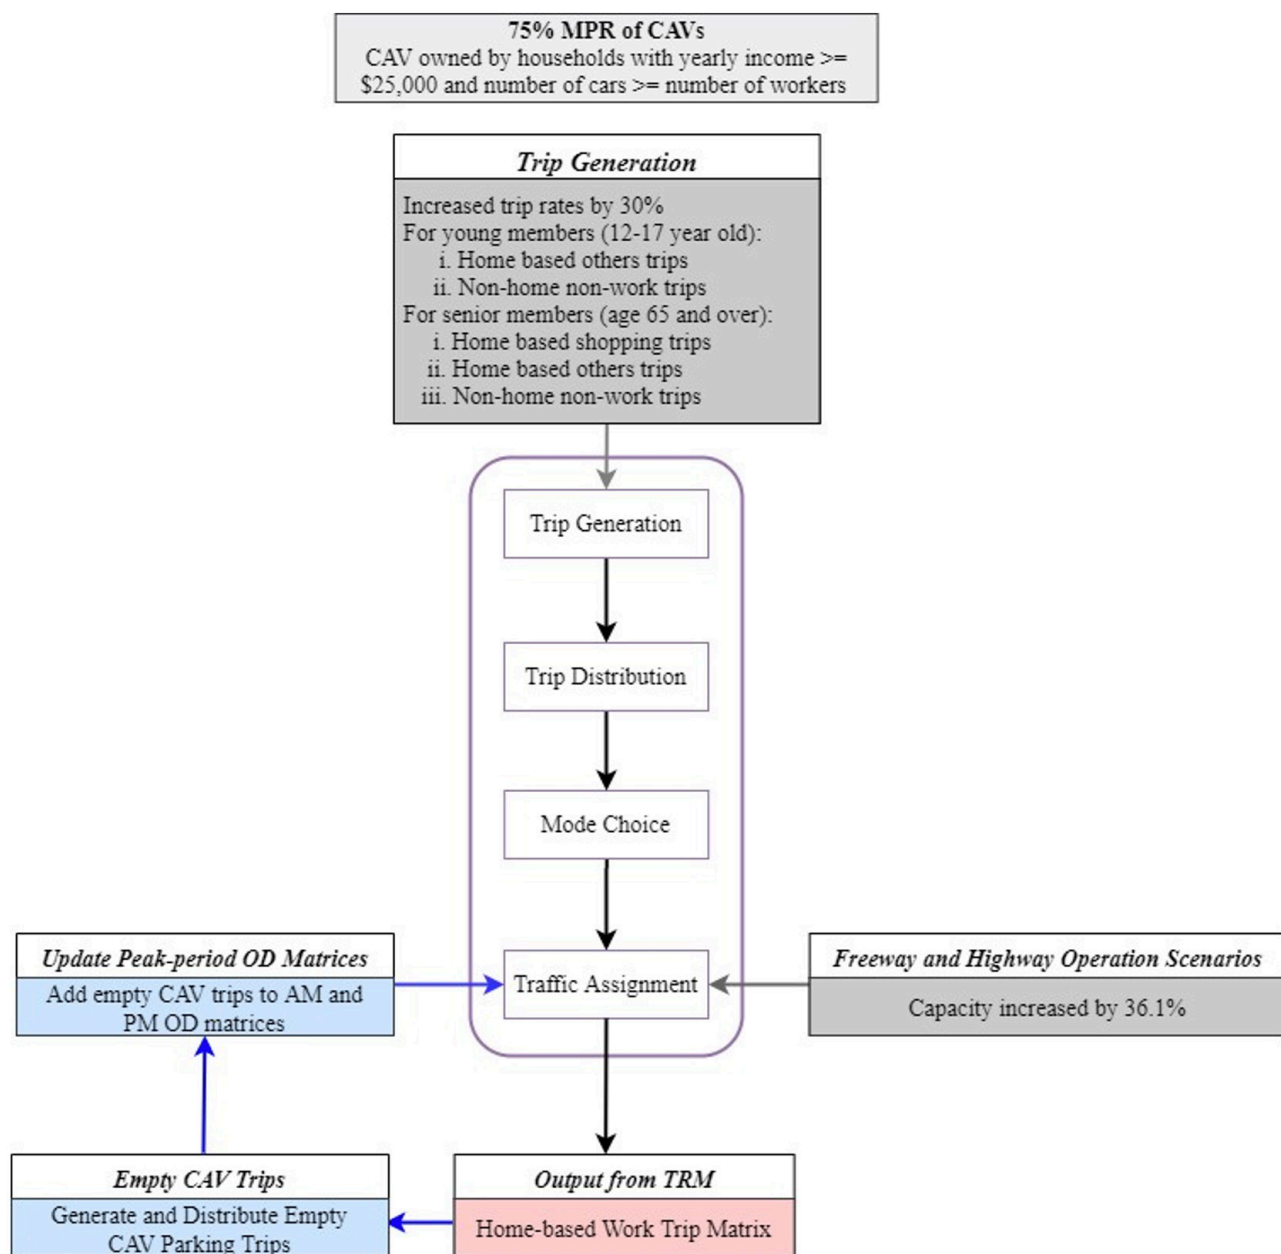 75% MPR of CAVs
CAV owned by households with yearly income >=
$25,000 and number of cars >= number of workers
Trip Generation
Increased trip rates by 30%
For young members (12-17 year old):
i. Home based others trips
ii. Non-home non-work trips
For senior members (age 65 and over):
i. Home based shopping trips
ii. Home based others trips
iii. Non-home non-work trips
Trip Generation
Trip Distribution
Mode Choice
Update Peak-period OD Matrices
Add empty CAV trips to AM and
PM OD matrices
Traffic Assignment
Freeway and Highway Operation Scenarios
Capacity increased by 36.1%
Empty CAV Trips
Generate and Distribute Empty
CAV Parking Trips
Output from TRM
Home-based Work Trip Matrix